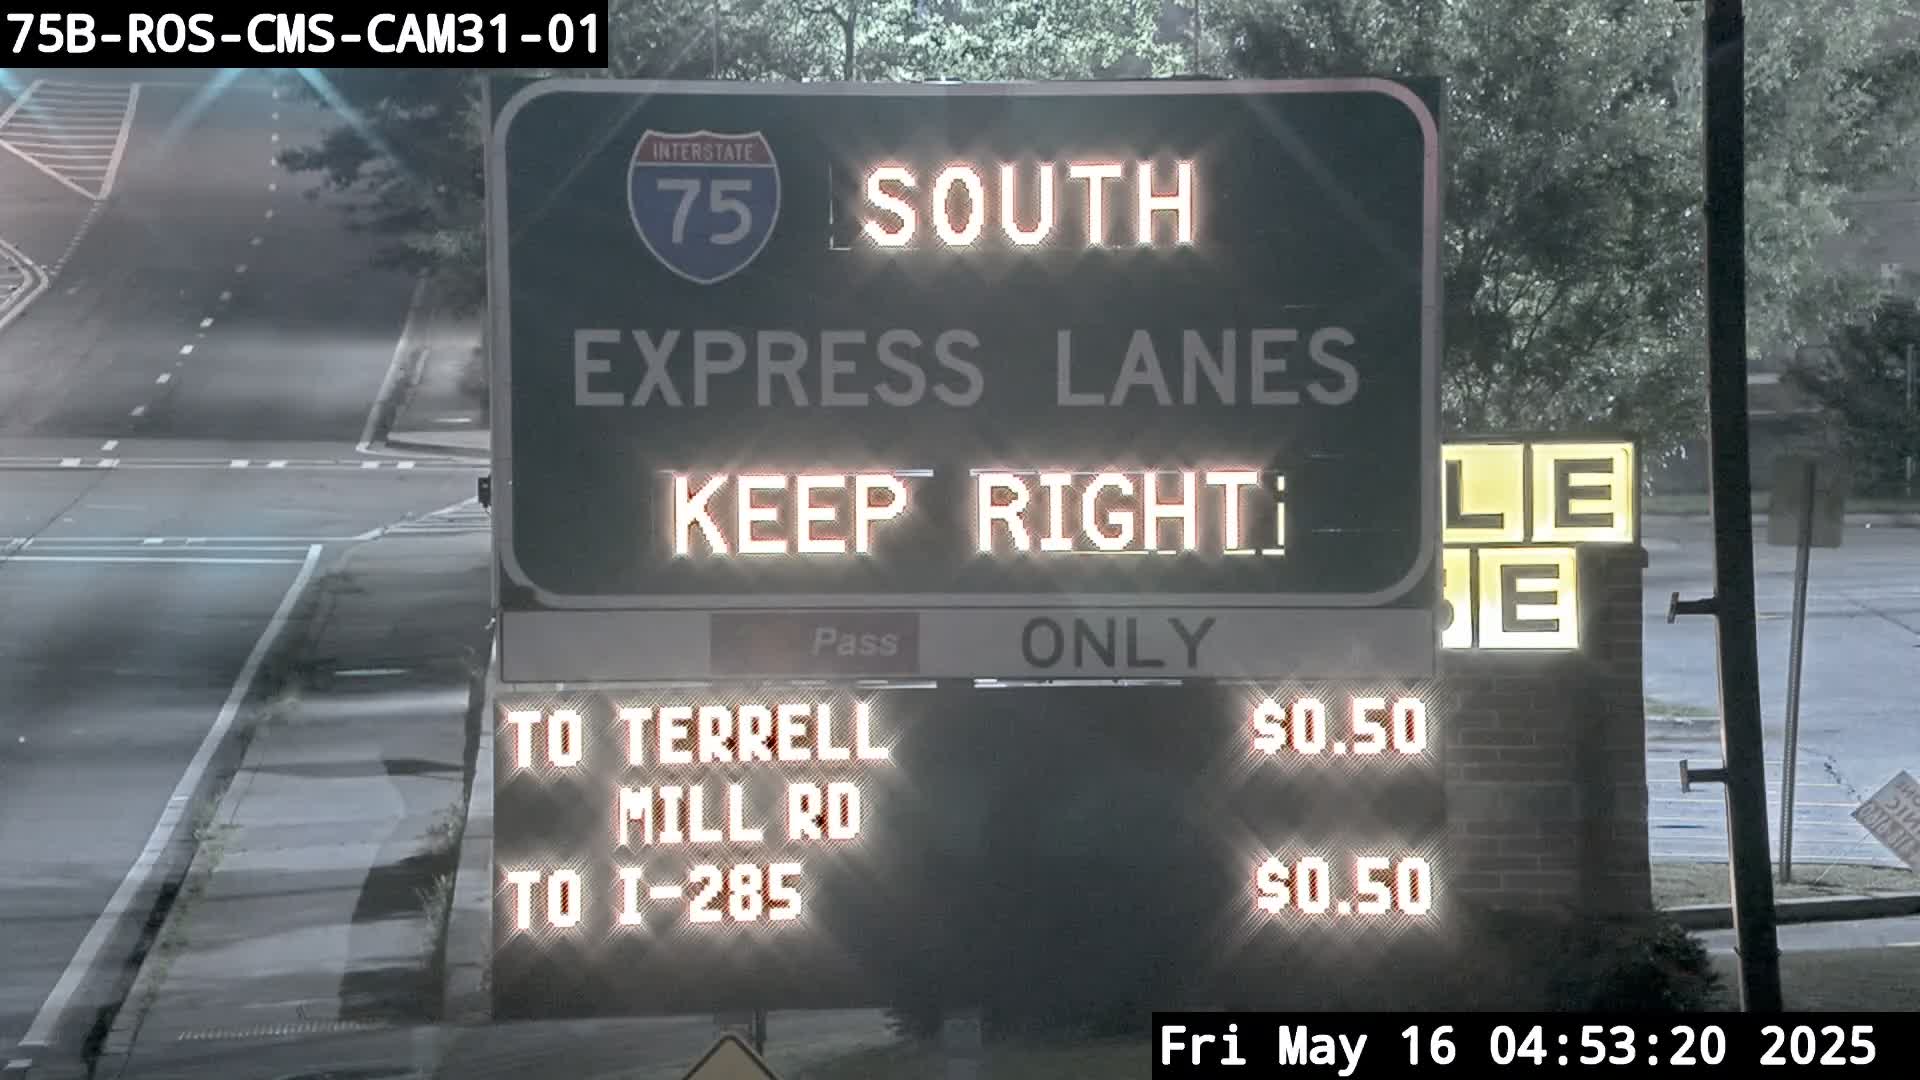 75B-ROS-CMS-CAM31-01
INTERSTATE
75
SOUTH
EXPRESS LANES
KEEP RIGHT
Pass ONLY
TO TERRELL $0.50
MILL RD
TO I-285 $0.50
LE
E
Fri May 16 04:53:20 2025